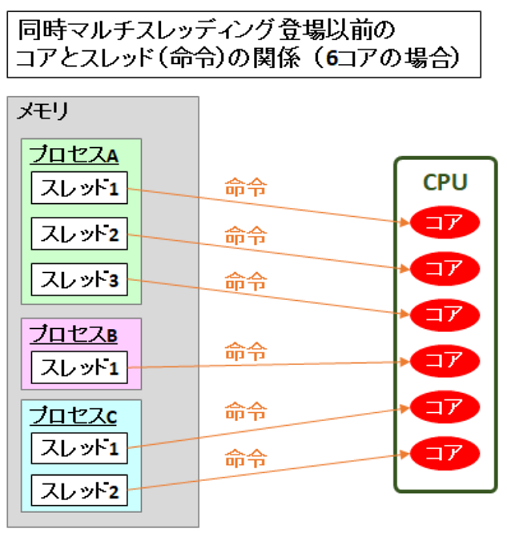 同時マルチスレッディング登場以前の
コアとスレッド(命令)の関係（6コアの場合）
メモリ
プロセスA
スレッド1
スレッド2
スレッド3
プロセスB
スレッド1
プロセスC
スレッド1
スレッド2
命令
命令
命令
命令
命令
命令
CPU
コア
コア
コア
コア
コア
コア